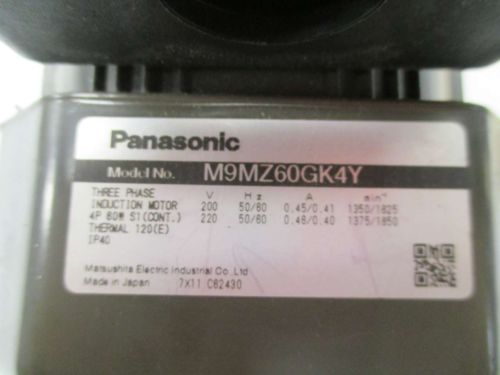 Panasonic
Model No. M9MZ60GK4Y
THREE PHASE V Hz A min⁻¹
INDUCTION MOTOR 200 50/60 0.45/0.41 1350/1625
4P 60W S1(CONT.) 220 50/60 0.46/0.40 1375/1650
THERMAL 120(E)
IP40
Matsushita Electric Industrial Co.,Ltd
Made in Japan 7X11 C62430